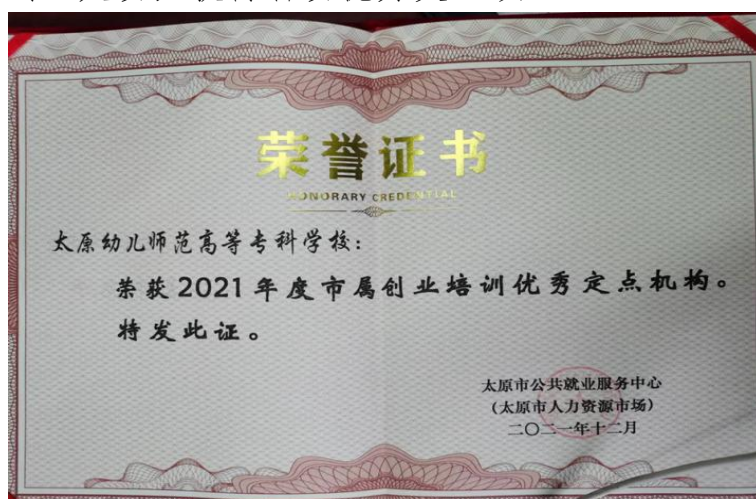 荣誉证书
HONORARY CREDENTIAL
太原幼儿师范高等专科学校：
荣获2021年度市属创业培训优秀定点机构。
特发此证。
太原市公共就业服务中心
（太原市人力资源市场）
二〇二一年十二月